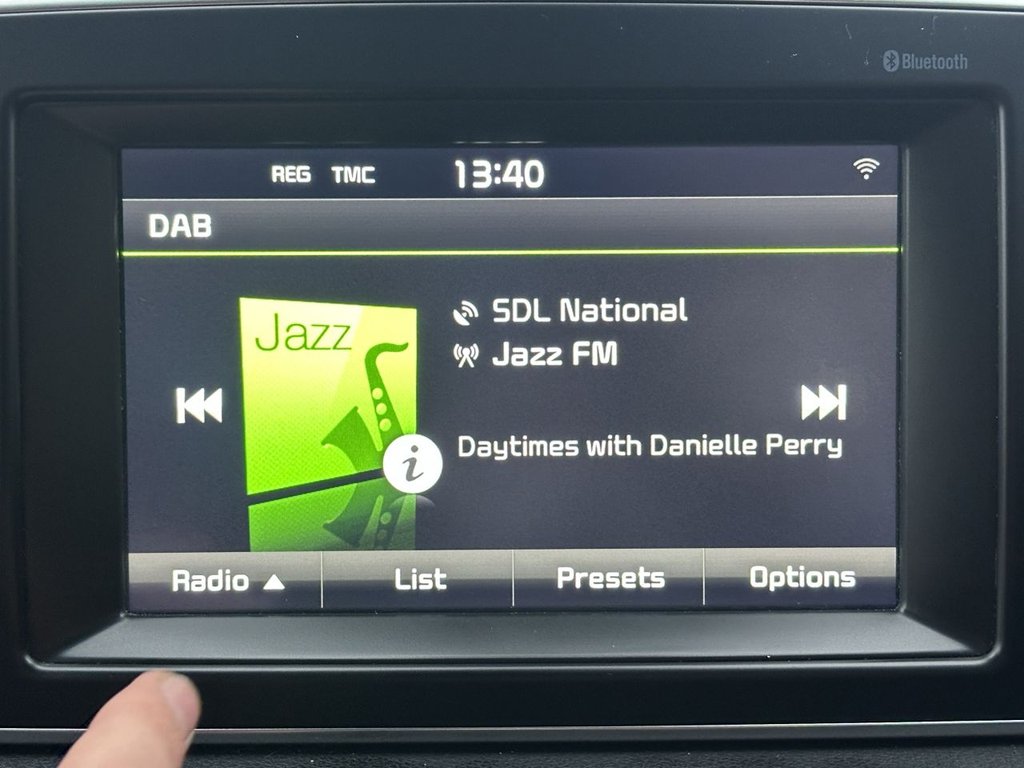 Bluetooth
REG TMC 13:40
DAB
Jazz
SDL National
Jazz FM
i
Daytimes with Danielle Perry
Radio ▲ List Presets Options